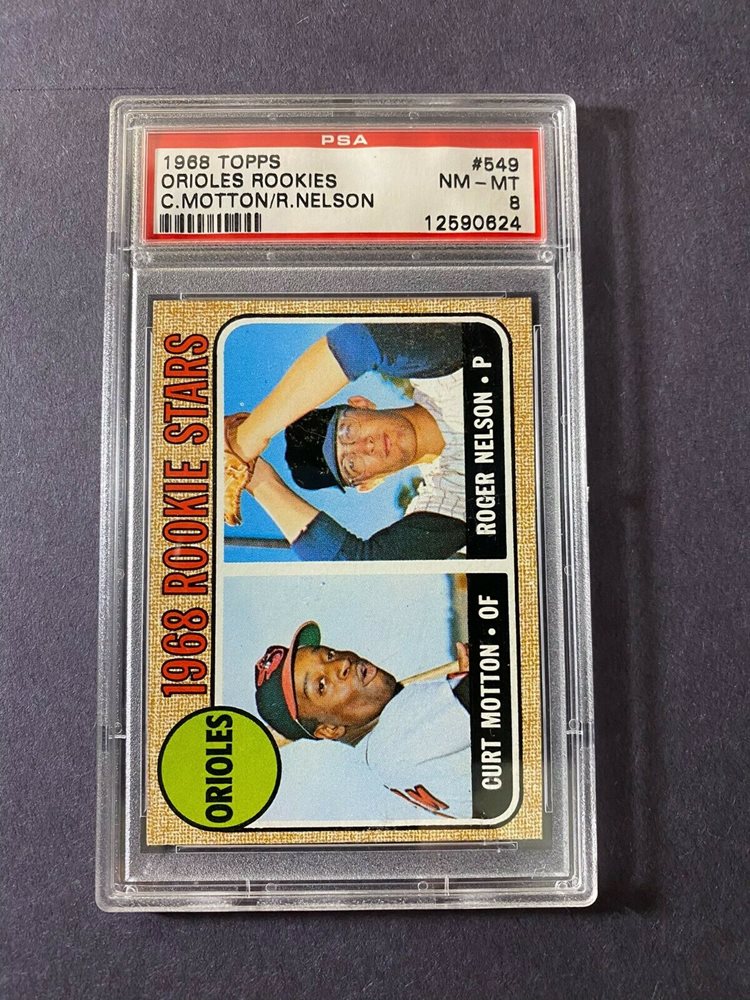 PSA
1968 TOPPS #549
ORIOLES ROOKIES NM-MT
C.MOTTON/R.NELSON 8
12590624
1968 ROOKIE STARS
ORIOLES
CURT MOTTON • OF
ROGER NELSON • P